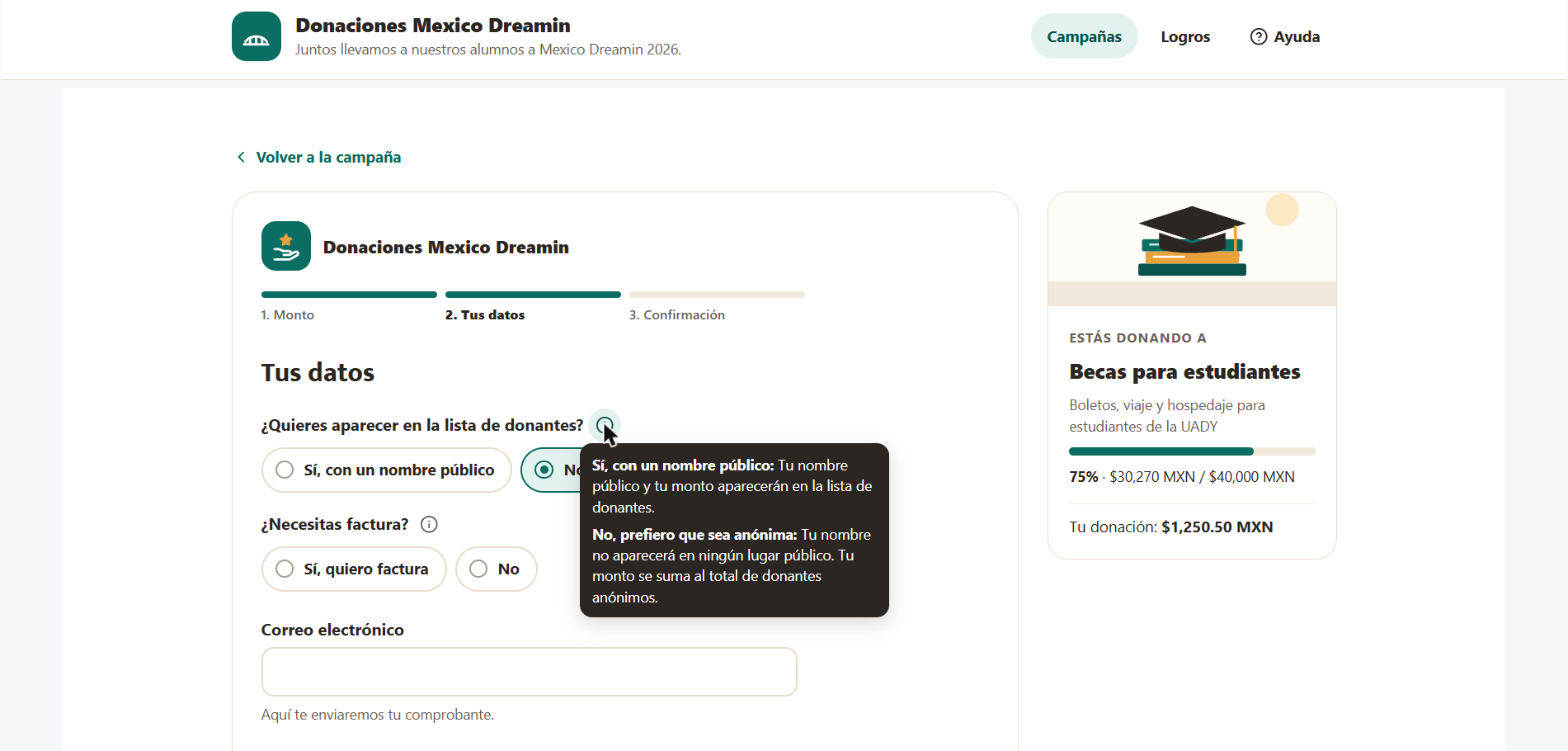 Donaciones Mexico Dreamin
Juntos llevamos a nuestros alumnos a Mexico Dreamin 2026.
Campañas
Logros
Ayuda
Volver a la campaña
Donaciones Mexico Dreamin
1. Monto
2. Tus datos
3. Confirmación
Tus datos
¿Quieres aparecer en la lista de donantes?
Sí, con un nombre público
Sí, con un nombre público: Tu nombre
público y tu monto aparecerán en la lista de
donantes.
No, prefiero que sea anónima: Tu nombre
no aparecerá en ningún lugar público. Tu
monto se suma al total de donantes
anónimos.
¿Necesitas factura?
Sí, quiero factura
No
Correo electrónico
Aquí te enviaremos tu comprobante.
ESTÁS DONANDO A
Becas para estudiantes
Boletos, viaje y hospedaje para
estudiantes de la UADY
75% · $30,270 MXN / $40,000 MXN
Tu donación: $1,250.50 MXN